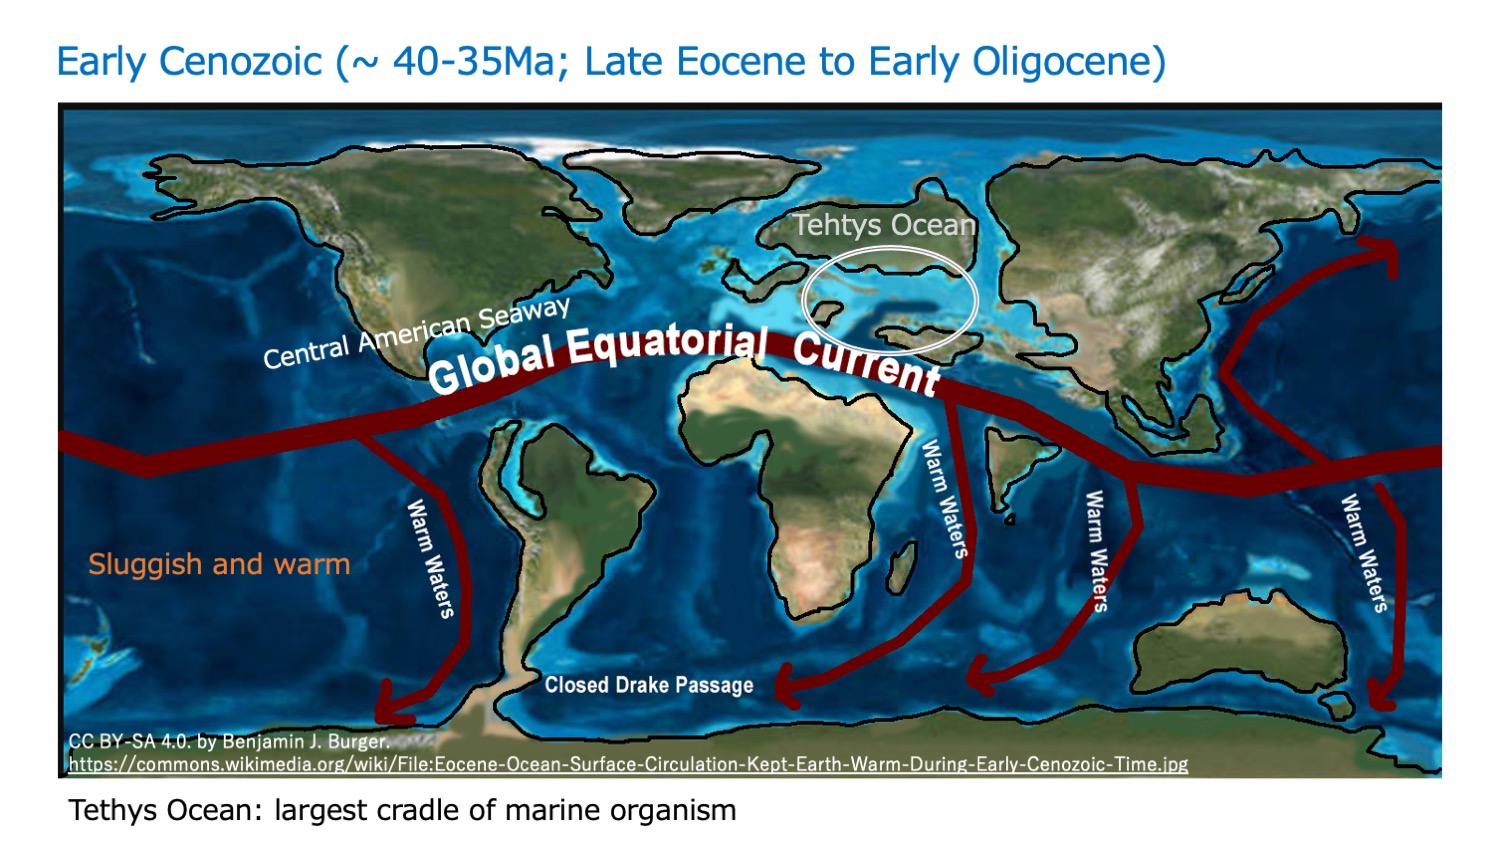 Early Cenozoic (~ 40-35Ma; Late Eocene to Early Oligocene)
Tehtys Ocean
Central American Seaway
Global Equatorial Current
Warm Waters
Warm Waters
Warm Waters
Warm Waters
Sluggish and warm
Closed Drake Passage
CC BY-SA 4.0. by Benjamin J. Burger.
https://commons.wikimedia.org/wiki/File:Eocene-Ocean-Surface-Circulation-Kept-Earth-Warm-During-Early-Cenozoic-Time.jpg
Tethys Ocean: largest cradle of marine organism